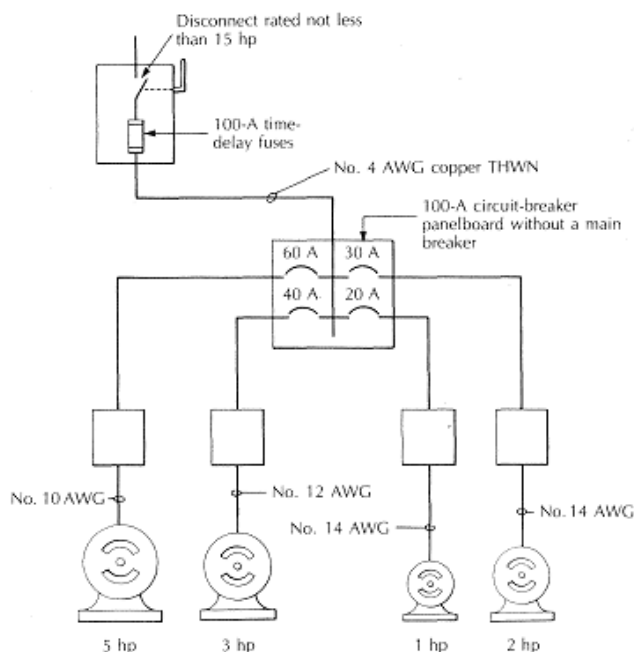 Disconnect rated not less
than 15 hp
100-A time-
delay fuses
No. 4 AWG copper THWN
100-A circuit-breaker
panelboard without a main
breaker
60 A
30 A
40 A.
20 A
No. 10 AWG
No. 12 AWG
No. 14 AWG
No. 14 AWG
5 hp
3 hp
1 hp
2 hp